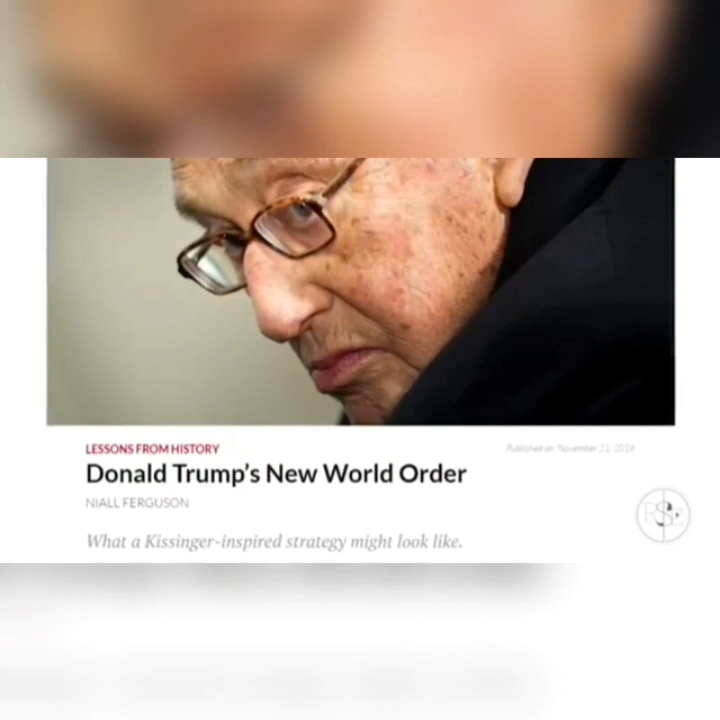 LESSONS FROM HISTORY
Published on: November 21, 2016
Donald Trump's New World Order
NIALL FERGUSON
What a Kissinger-inspired strategy might look like.